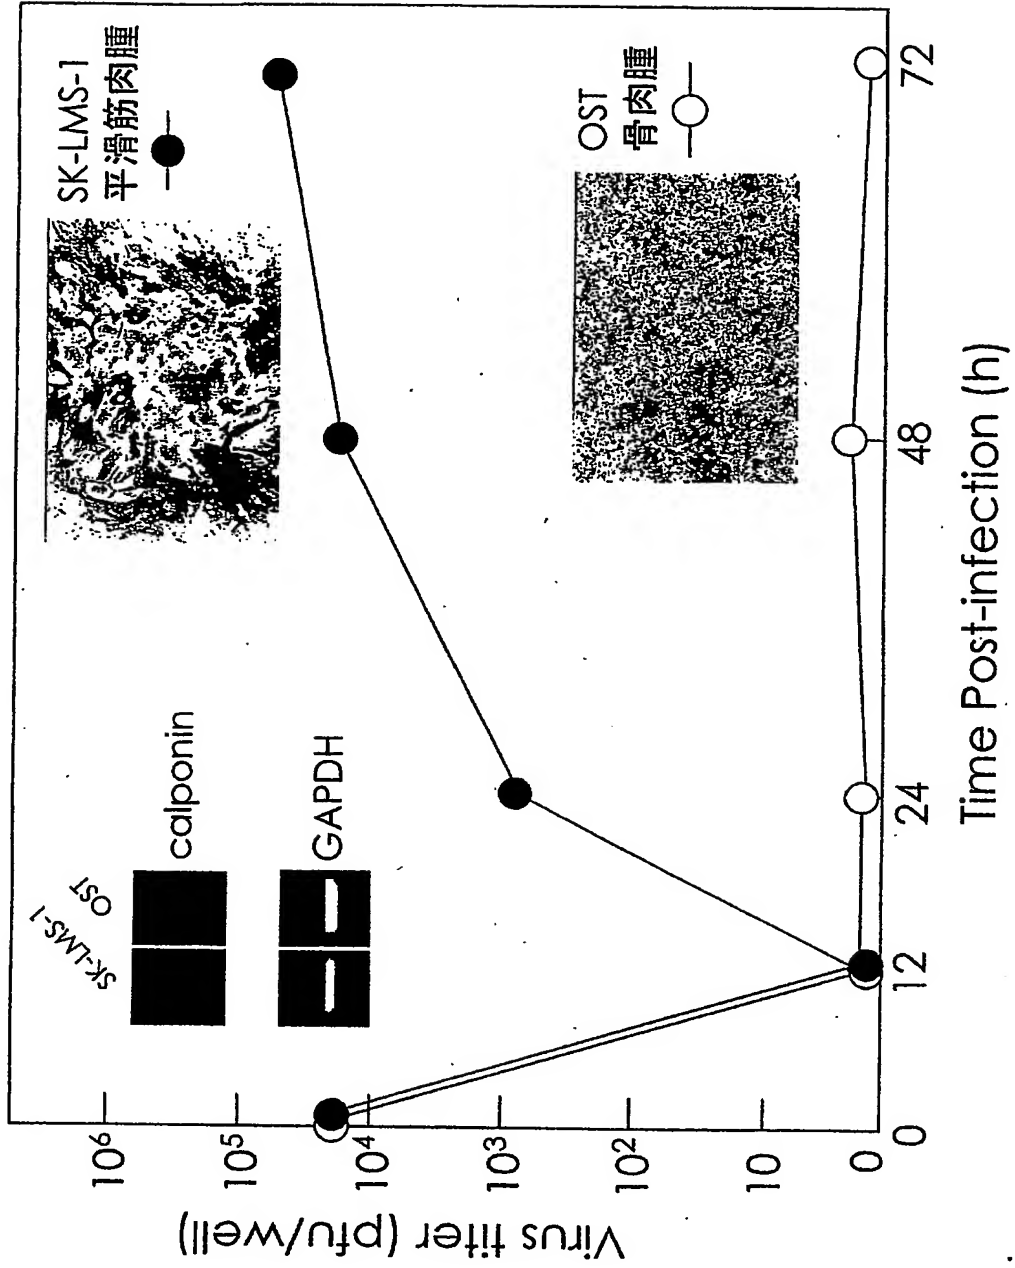 SK-LMS-1
平滑筋肉腫
SK-LMS-1
OST
calponin
GAPDH
OST
骨肉腫
Virus titer (pfu/well)
10⁶
10⁵
10⁴
10³
10²
10
0
0
12
24
48
72
Time Post-infection (h)